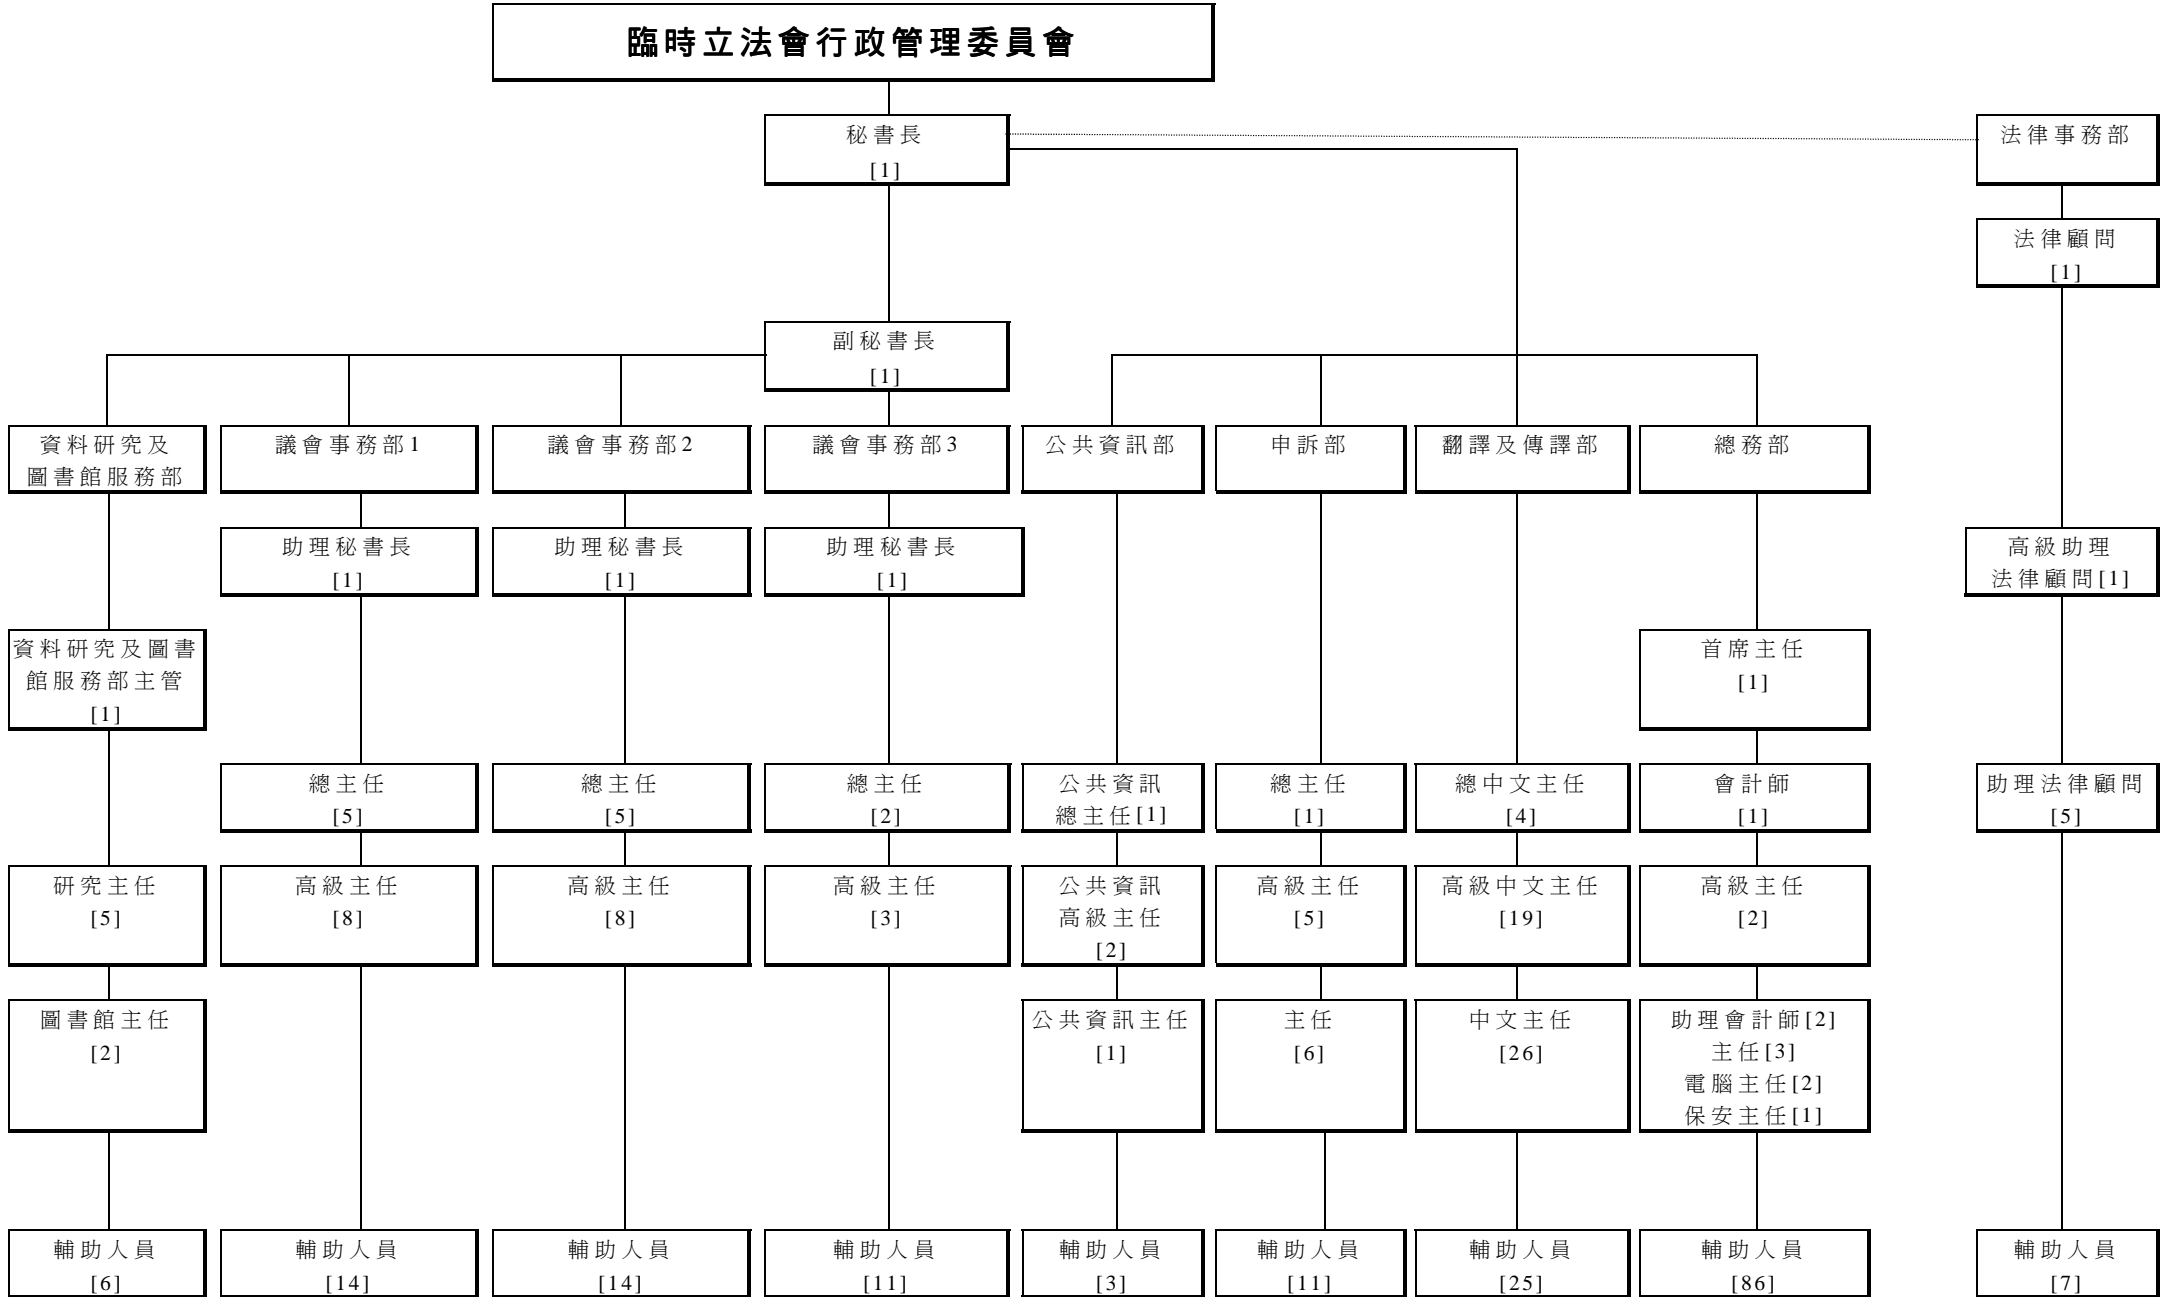 臨時立法會行政管理委員會
秘書長
[1]
法律事務部
法律顧問
[1]
副秘書長
[1]
資料研究及
圖書館服務部
議會事務部1
議會事務部2
議會事務部3
公共資訊部
申訴部
翻譯及傳譯部
總務部
助理秘書長
[1]
助理秘書長
[1]
助理秘書長
[1]
高級助理
法律顧問[1]
資料研究及圖書
館服務部主管
[1]
首席主任
[1]
總主任
[5]
總主任
[5]
總主任
[2]
公共資訊
總主任[1]
總主任
[1]
總中文主任
[4]
會計師
[1]
助理法律顧問
[5]
研究主任
[5]
高級主任
[8]
高級主任
[8]
高級主任
[3]
公共資訊
高級主任
[2]
高級主任
[5]
高級中文主任
[19]
高級主任
[2]
圖書館主任
[2]
公共資訊主任
[1]
主任
[6]
中文主任
[26]
助理會計師[2]
主任[3]
電腦主任[2]
保安主任[1]
輔助人員
[6]
輔助人員
[14]
輔助人員
[14]
輔助人員
[11]
輔助人員
[3]
輔助人員
[11]
輔助人員
[25]
輔助人員
[86]
輔助人員
[7]